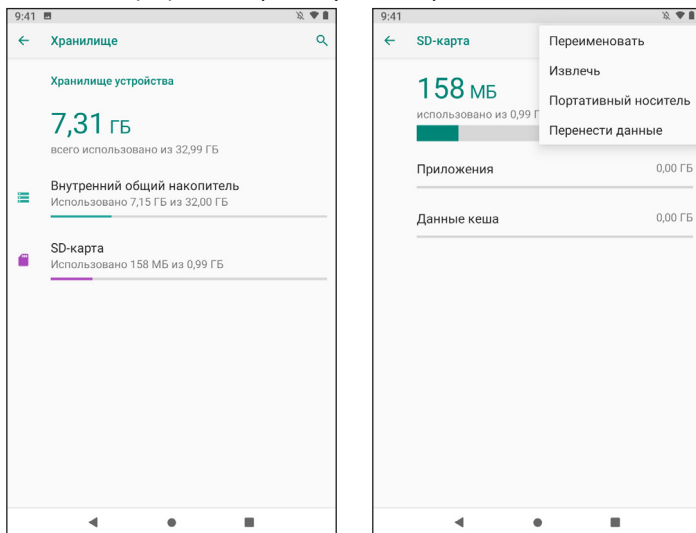 9:41
Хранилище
Хранилище устройства
7,31 ГБ
всего использовано из 32,99 ГБ
Внутренний общий накопитель
Использовано 7,15 ГБ из 32,00 ГБ
SD-карта
Использовано 158 МБ из 0,99 ГБ
9:41
SD-карта
Переименовать
Извлечь
Портативный носитель
Перенести данные
158 МБ
использовано из 0,99 Г
Приложения 0,00 ГБ
Данные кеша 0,00 ГБ